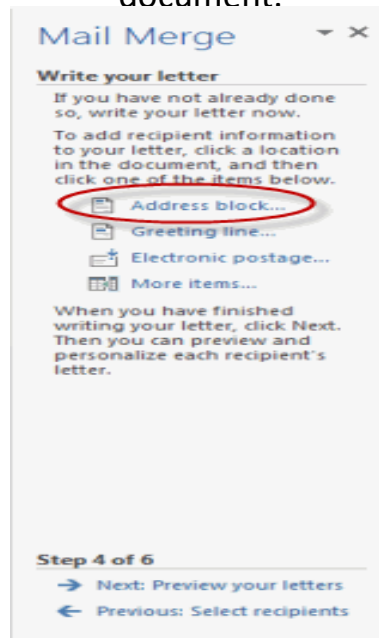 document.
Mail Merge
Write your letter
If you have not already done
so, write your letter now.
To add recipient information
to your letter, click a location
in the document, and then
click one of the items below.
Address block...
Greeting line...
Electronic postage...
More items...
When you have finished
writing your letter, click Next.
Then you can preview and
personalize each recipient's
letter.
Step 4 of 6
Next: Preview your letters
Previous: Select recipients